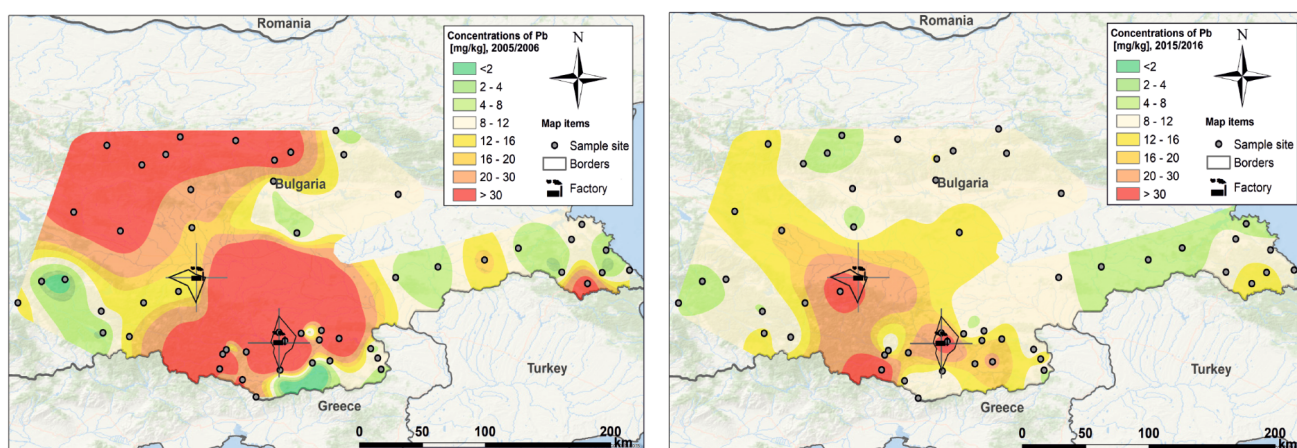 Romania
Concentrations of Pb
[mg/kg], 2005/2006
<2
2 - 4
4 - 8
8 - 12
12 - 16
16 - 20
20 - 30
> 30
N
Map items
Sample site
Borders
Factory
Bulgaria
Turkey
Greece
0 50 100 200
km
Romania
Concentrations of Pb
[mg/kg], 2015/2016
<2
2 - 4
4 - 8
8 - 12
12 - 16
16 - 20
20 - 30
> 30
N
Map items
Sample site
Borders
Factory
Bulgaria
Turkey
Greece
0 50 100 200
km